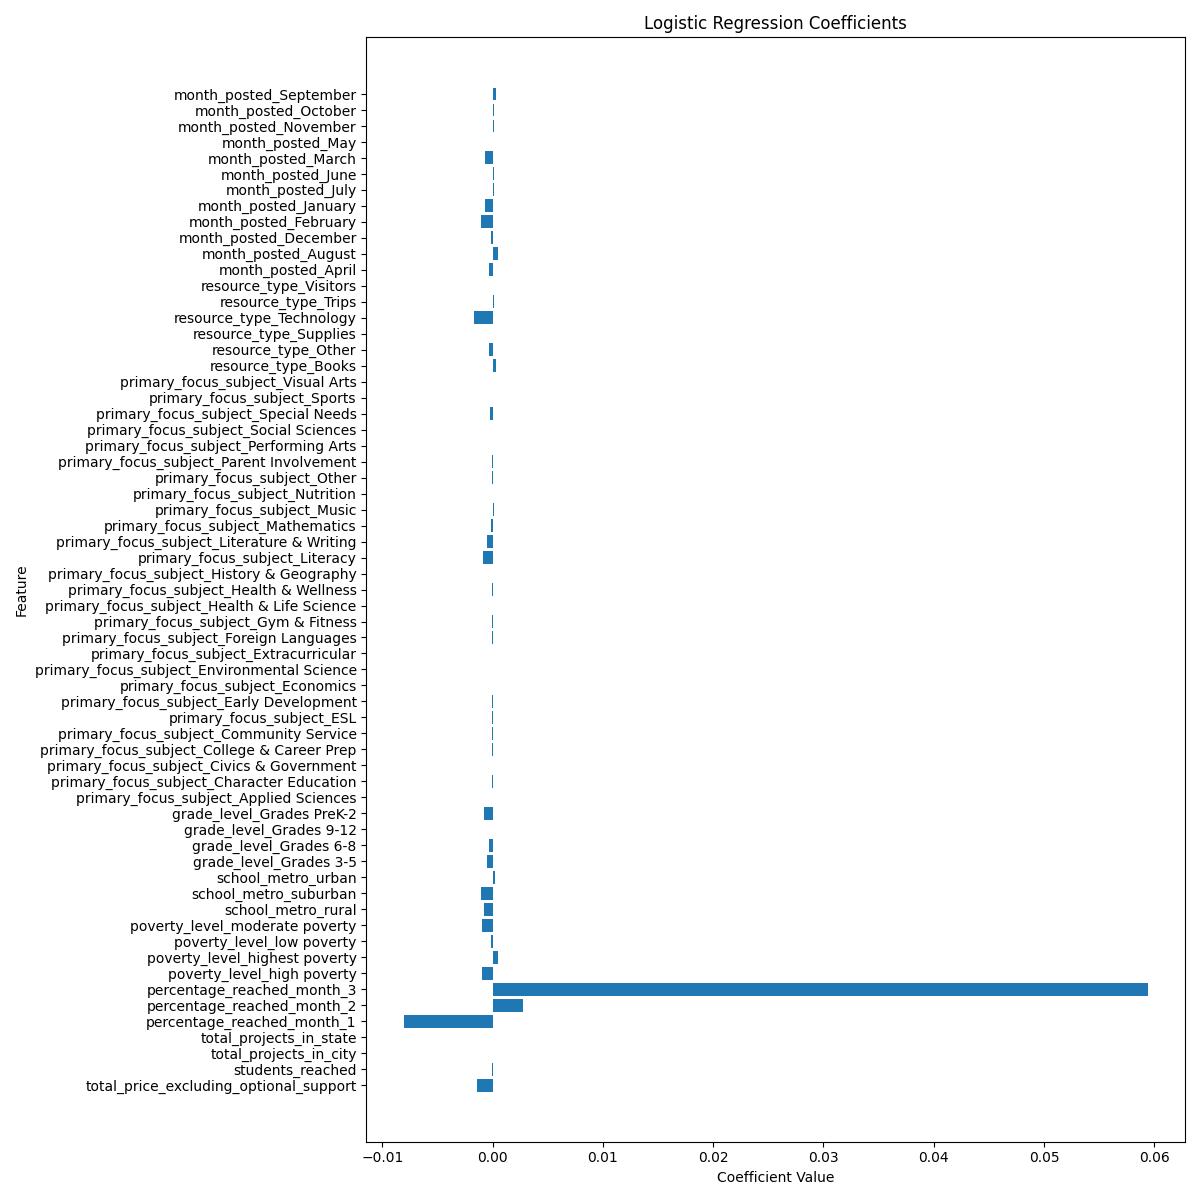 Logistic Regression Coefficients
month_posted_September
month_posted_October
month_posted_November
month_posted_May
month_posted_March
month_posted_June
month_posted_July
month_posted_January
month_posted_February
month_posted_December
month_posted_August
month_posted_April
resource_type_Visitors
resource_type_Trips
resource_type_Technology
resource_type_Supplies
resource_type_Other
resource_type_Books
primary_focus_subject_Visual Arts
primary_focus_subject_Sports
primary_focus_subject_Special Needs
primary_focus_subject_Social Sciences
primary_focus_subject_Performing Arts
primary_focus_subject_Parent Involvement
primary_focus_subject_Other
primary_focus_subject_Nutrition
primary_focus_subject_Music
primary_focus_subject_Mathematics
primary_focus_subject_Literature & Writing
primary_focus_subject_Literacy
primary_focus_subject_History & Geography
primary_focus_subject_Health & Wellness
primary_focus_subject_Health & Life Science
primary_focus_subject_Gym & Fitness
primary_focus_subject_Foreign Languages
primary_focus_subject_Extracurricular
primary_focus_subject_Environmental Science
primary_focus_subject_Economics
primary_focus_subject_Early Development
primary_focus_subject_ESL
primary_focus_subject_Community Service
primary_focus_subject_College & Career Prep
primary_focus_subject_Civics & Government
primary_focus_subject_Character Education
primary_focus_subject_Applied Sciences
grade_level_Grades PreK-2
grade_level_Grades 9-12
grade_level_Grades 6-8
grade_level_Grades 3-5
school_metro_urban
school_metro_suburban
school_metro_rural
poverty_level_moderate poverty
poverty_level_low poverty
poverty_level_highest poverty
poverty_level_high poverty
percentage_reached_month_3
percentage_reached_month_2
percentage_reached_month_1
total_projects_in_state
total_projects_in_city
students_reached
total_price_excluding_optional_support
Feature
−0.01 0.00 0.01 0.02 0.03 0.04 0.05 0.06
Coefficient Value